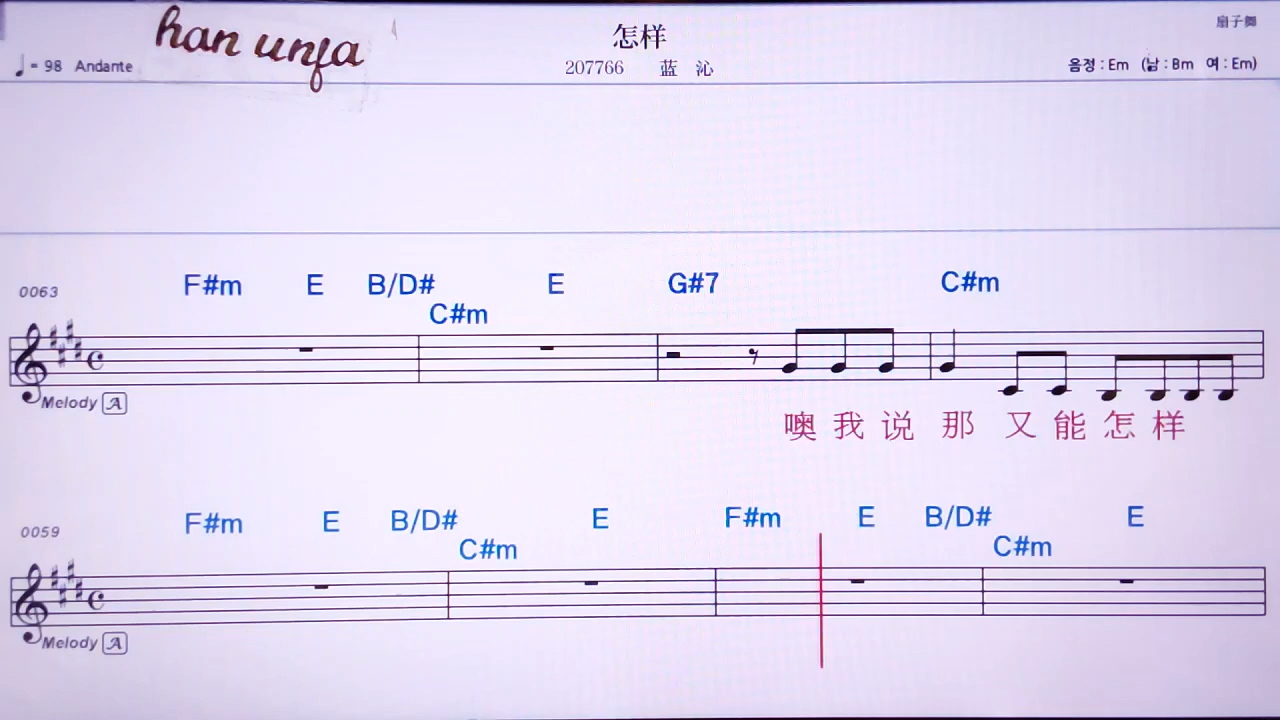 han unfa
怎样
扇子舞
♩= 98 Andante
207766 蓝 沁
음정 : Em (남 : Bm 여 : Em)
0063
F#m E B/D# E G#7 C#m
C#m
Melody A
噢 我 说 那 又 能 怎 样
0059
F#m E B/D# E F#m E B/D# E
C#m C#m
Melody A